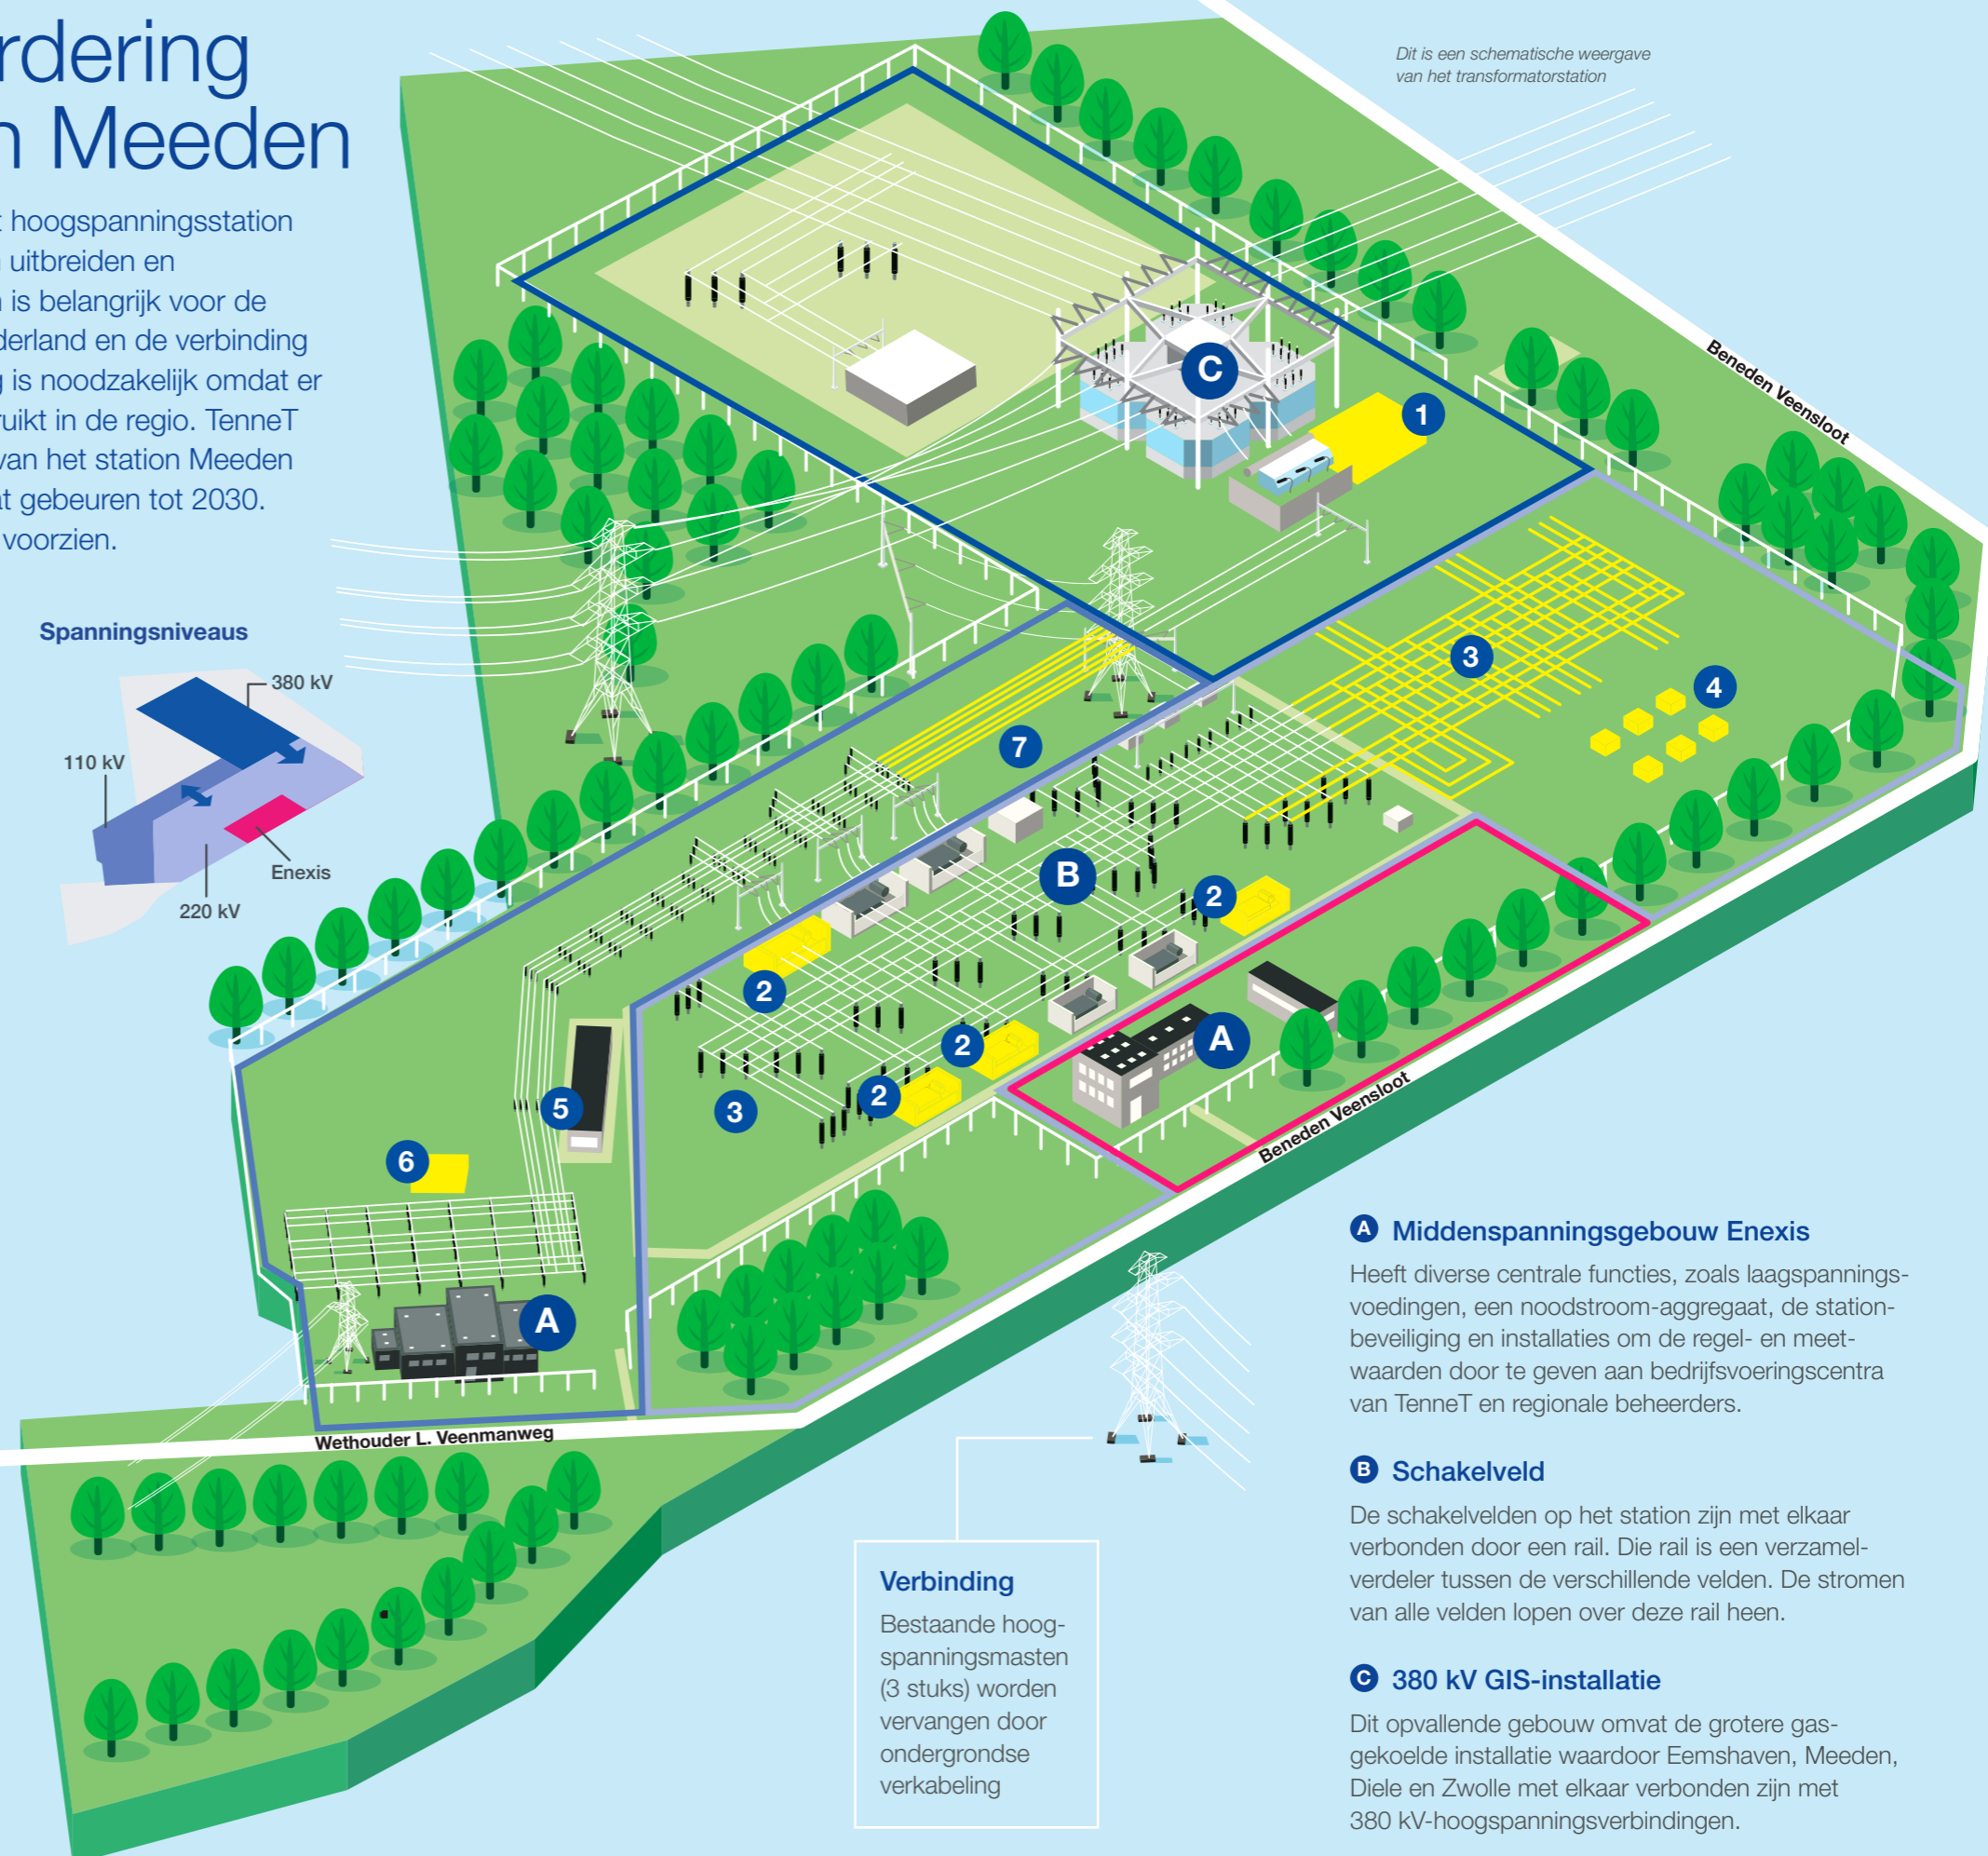 rdering
n Meeden
t hoogspanningsstation
n uitbreiden en
n is belangrijk voor de
derland en de verbinding
g is noodzakelijk omdat er
ruikt in de regio. TenneT
van het station Meeden
at gebeuren tot 2030.
voorzien.
Dit is een schematische weergave
van het transformatorstation
Spanningsniveaus
380 kV
110 kV
220 kV
Enexis
Beneden Veensloot
C
1
3
4
7
B
2
2
2
2
3
A
5
6
A
Beneden Veensloot
Wethouder L. Veenmanweg
Verbinding
Bestaande hoog-
spanningsmasten
(3 stuks) worden
vervangen door
ondergrondse
verkabeling
A Middenspanningsgebouw Enexis
Heeft diverse centrale functies, zoals laagspannings-
voedingen, een noodstroom-aggregaat, de station-
beveiliging en installaties om de regel- en meet-
waarden door te geven aan bedrijfsvoeringscentra
van TenneT en regionale beheerders.
B Schakelveld
De schakelvelden op het station zijn met elkaar
verbonden door een rail. Die rail is een verzamel-
verdeler tussen de verschillende velden. De stromen
van alle velden lopen over deze rail heen.
C 380 kV GIS-installatie
Dit opvallende gebouw omvat de grotere gas-
gekoelde installatie waardoor Eemshaven, Meeden,
Diele en Zwolle met elkaar verbonden zijn met
380 kV-hoogspanningsverbindingen.